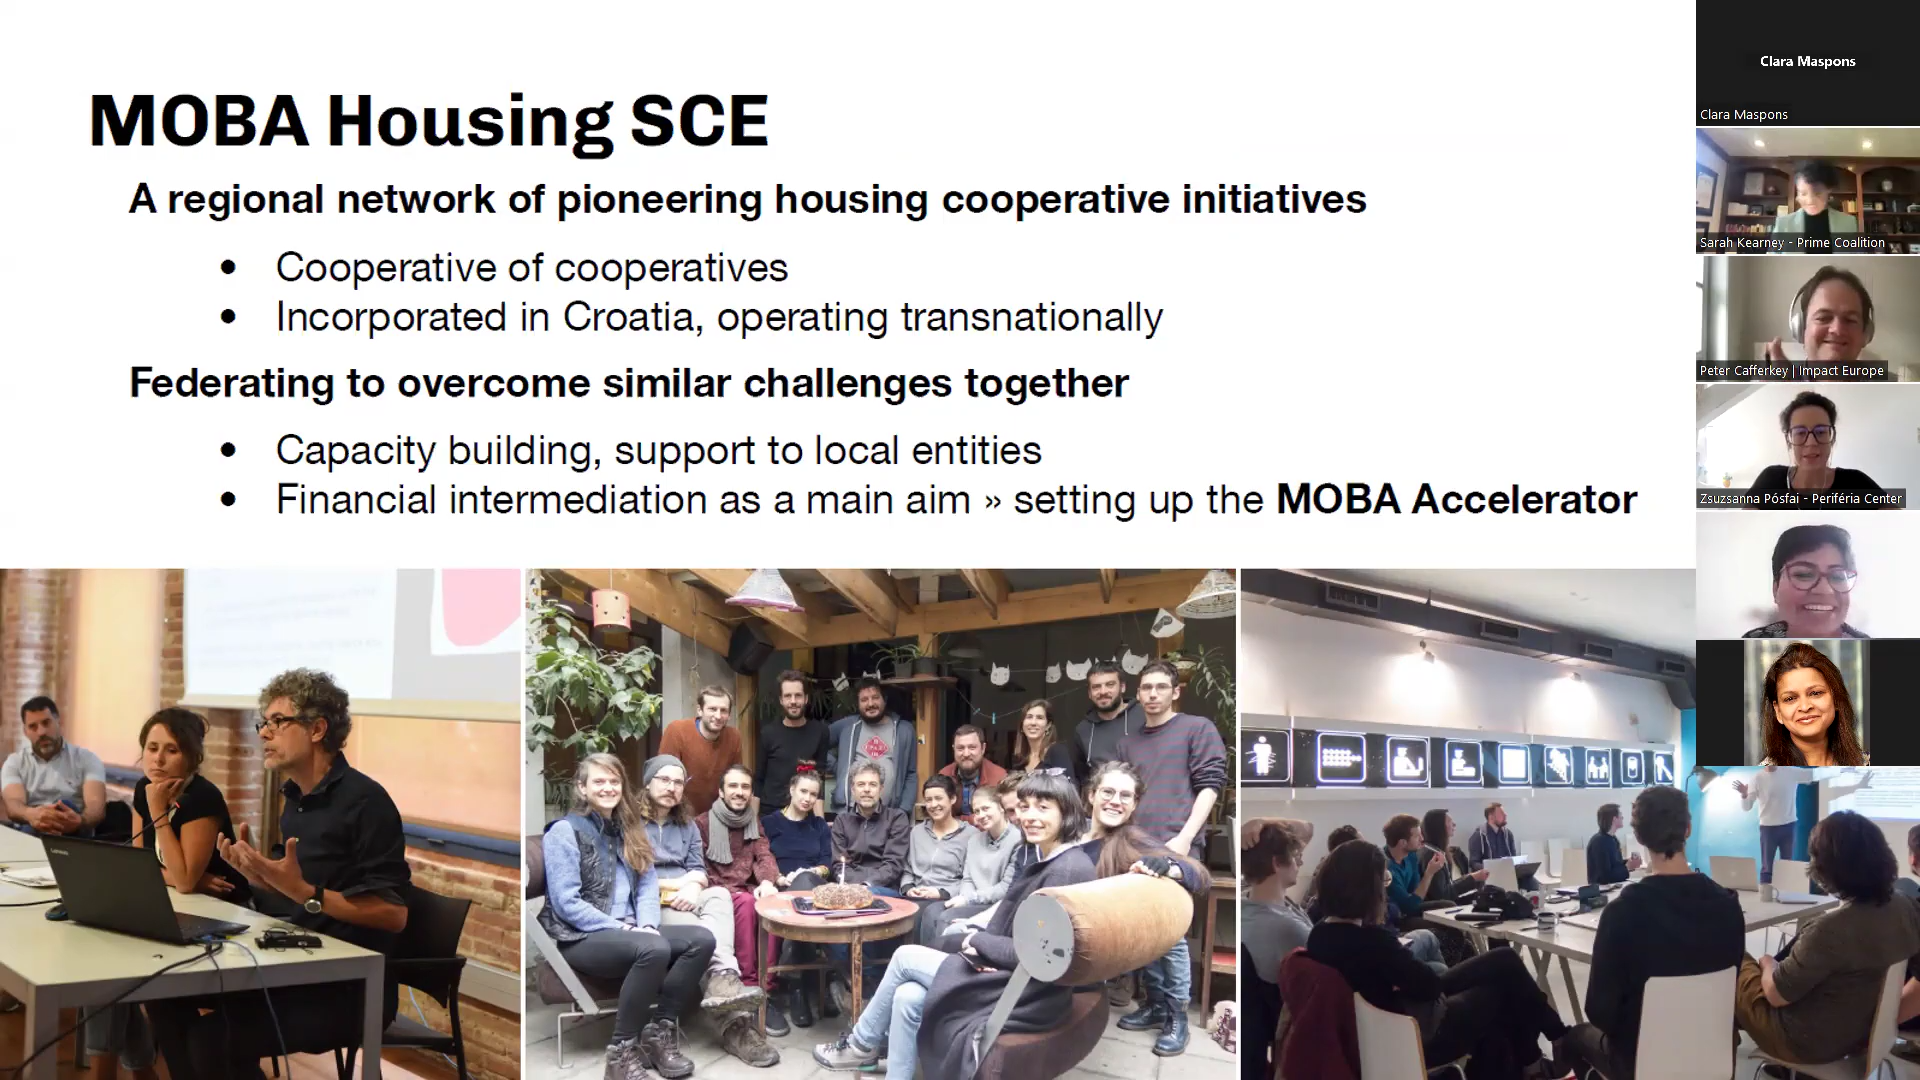 MOBA Housing SCE
A regional network of pioneering housing cooperative initiatives
• Cooperative of cooperatives
• Incorporated in Croatia, operating transnationally
Federating to overcome similar challenges together
• Capacity building, support to local entities
• Financial intermediation as a main aim » setting up the MOBA Accelerator
Clara Maspons
Clara Maspons
Sarah Kearney - Prime Coalition
Peter Cafferkey | Impact Europe
Zsuzsanna Pósfai - Periféria Center